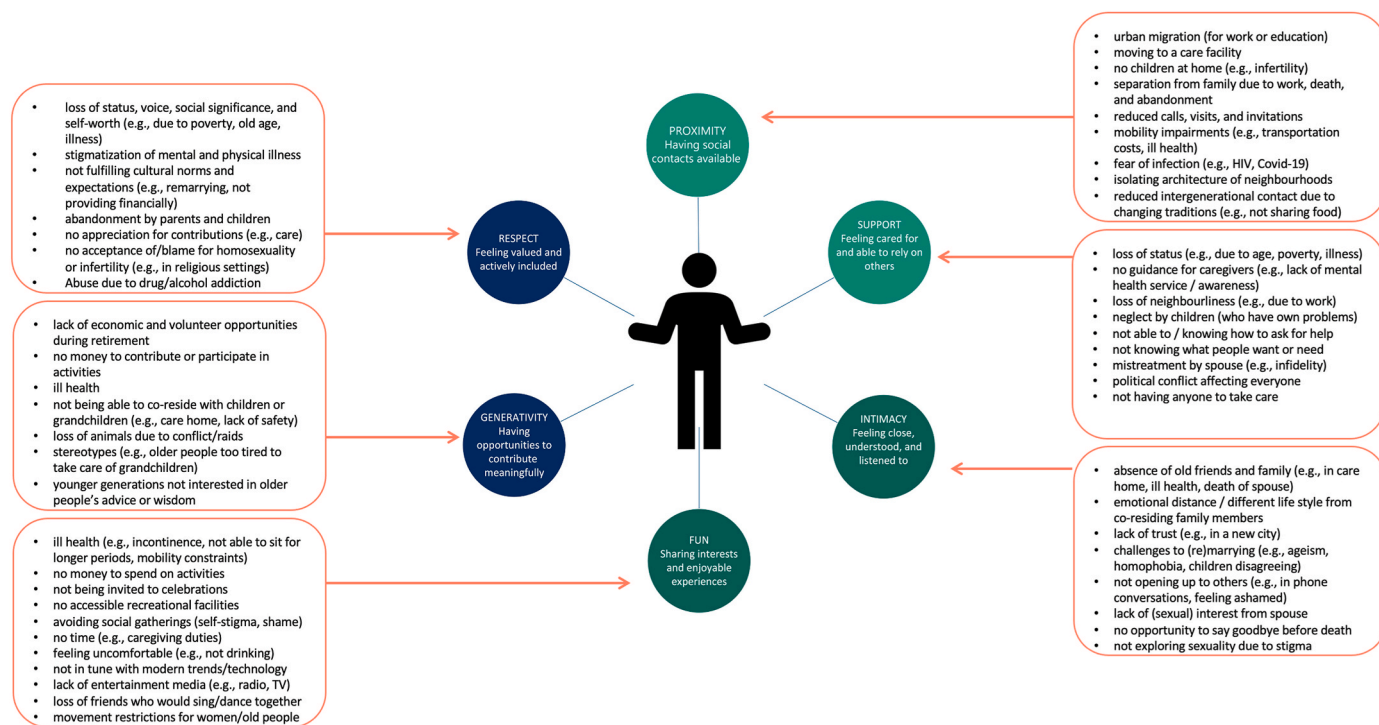 • loss of status, voice, social significance, and
self-worth (e.g., due to poverty, old age,
illness)
• stigmatization of mental and physical illness
• not fulfilling cultural norms and
expectations (e.g., remarrying, not
providing financially)
• abandonment by parents and children
• no appreciation for contributions (e.g., care)
• no acceptance of/blame for homosexuality
or infertility (e.g., in religious settings)
• Abuse due to drug/alcohol addiction
• lack of economic and volunteer opportunities
during retirement
• no money to contribute or participate in
activities
• ill health
• not being able to co-reside with children or
grandchildren (e.g., care home, lack of safety)
• loss of animals due to conflict/raids
• stereotypes (e.g., older people too tired to
take care of grandchildren)
• younger generations not interested in older
people's advice or wisdom
• ill health (e.g., incontinence, not able to sit for
longer periods, mobility constraints)
• no money to spend on activities
• not being invited to celebrations
• no accessible recreational facilities
• avoiding social gatherings (self-stigma, shame)
• no time (e.g., caregiving duties)
• feeling uncomfortable (e.g., not drinking)
• not in tune with modern trends/technology
• lack of entertainment media (e.g., radio, TV)
• loss of friends who would sing/dance together
• movement restrictions for women/old people
PROXIMITY
Having social
contacts available
RESPECT
Feeling valued and
actively included
SUPPORT
Feeling cared for
and able to rely on
others
GENERATIVITY
Having
opportunities to
contribute
meaningfully
INTIMACY
Feeling close,
understood, and
listened to
FUN
Sharing interests
and enjoyable
experiences
• urban migration (for work or education)
• moving to a care facility
• no children at home (e.g., infertility)
• separation from family due to work, death,
and abandonment
• reduced calls, visits, and invitations
• mobility impairments (e.g., transportation
costs, ill health)
• fear of infection (e.g., HIV, Covid-19)
• isolating architecture of neighbourhoods
• reduced intergenerational contact due to
changing traditions (e.g., not sharing food)
• loss of status (e.g., due to age, poverty, illness)
• no guidance for caregivers (e.g., lack of mental
health service / awareness)
• loss of neighbourliness (e.g., due to work)
• neglect by children (who have own problems)
• not able to / knowing how to ask for help
• not knowing what people want or need
• mistreatment by spouse (e.g., infidelity)
• political conflict affecting everyone
• not having anyone to take care
• absence of old friends and family (e.g., in care
home, ill health, death of spouse)
• emotional distance / different life style from
co-residing family members
• lack of trust (e.g., in a new city)
• challenges to (re)marrying (e.g., ageism,
homophobia, children disagreeing)
• not opening up to others (e.g., in phone
conversations, feeling ashamed)
• lack of (sexual) interest from spouse
• no opportunity to say goodbye before death
• not exploring sexuality due to stigma